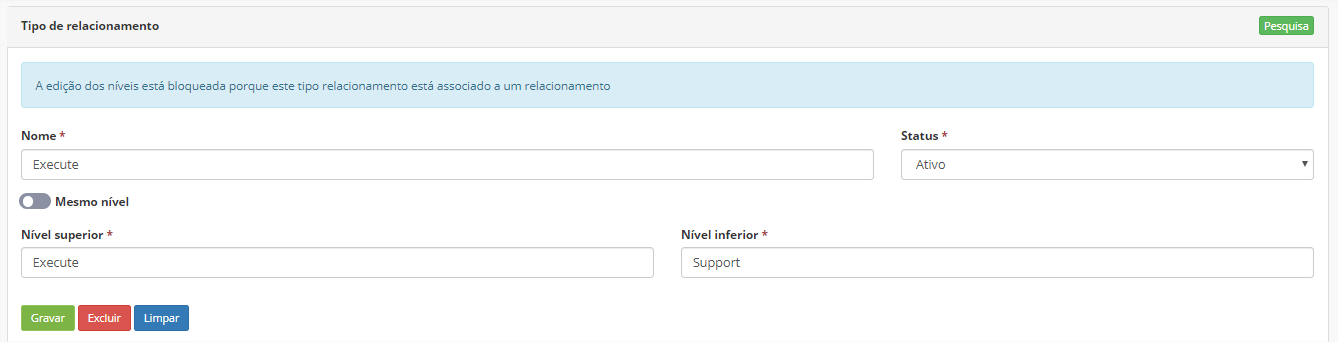 Tipo de relacionamento
Pesquisa
A edição dos níveis está bloqueada porque este tipo relacionamento está associado a um relacionamento
Nome *
Status *
Execute
Ativo
Mesmo nível
Nível superior *
Nível inferior *
Execute
Support
Gravar
Excluir
Limpar